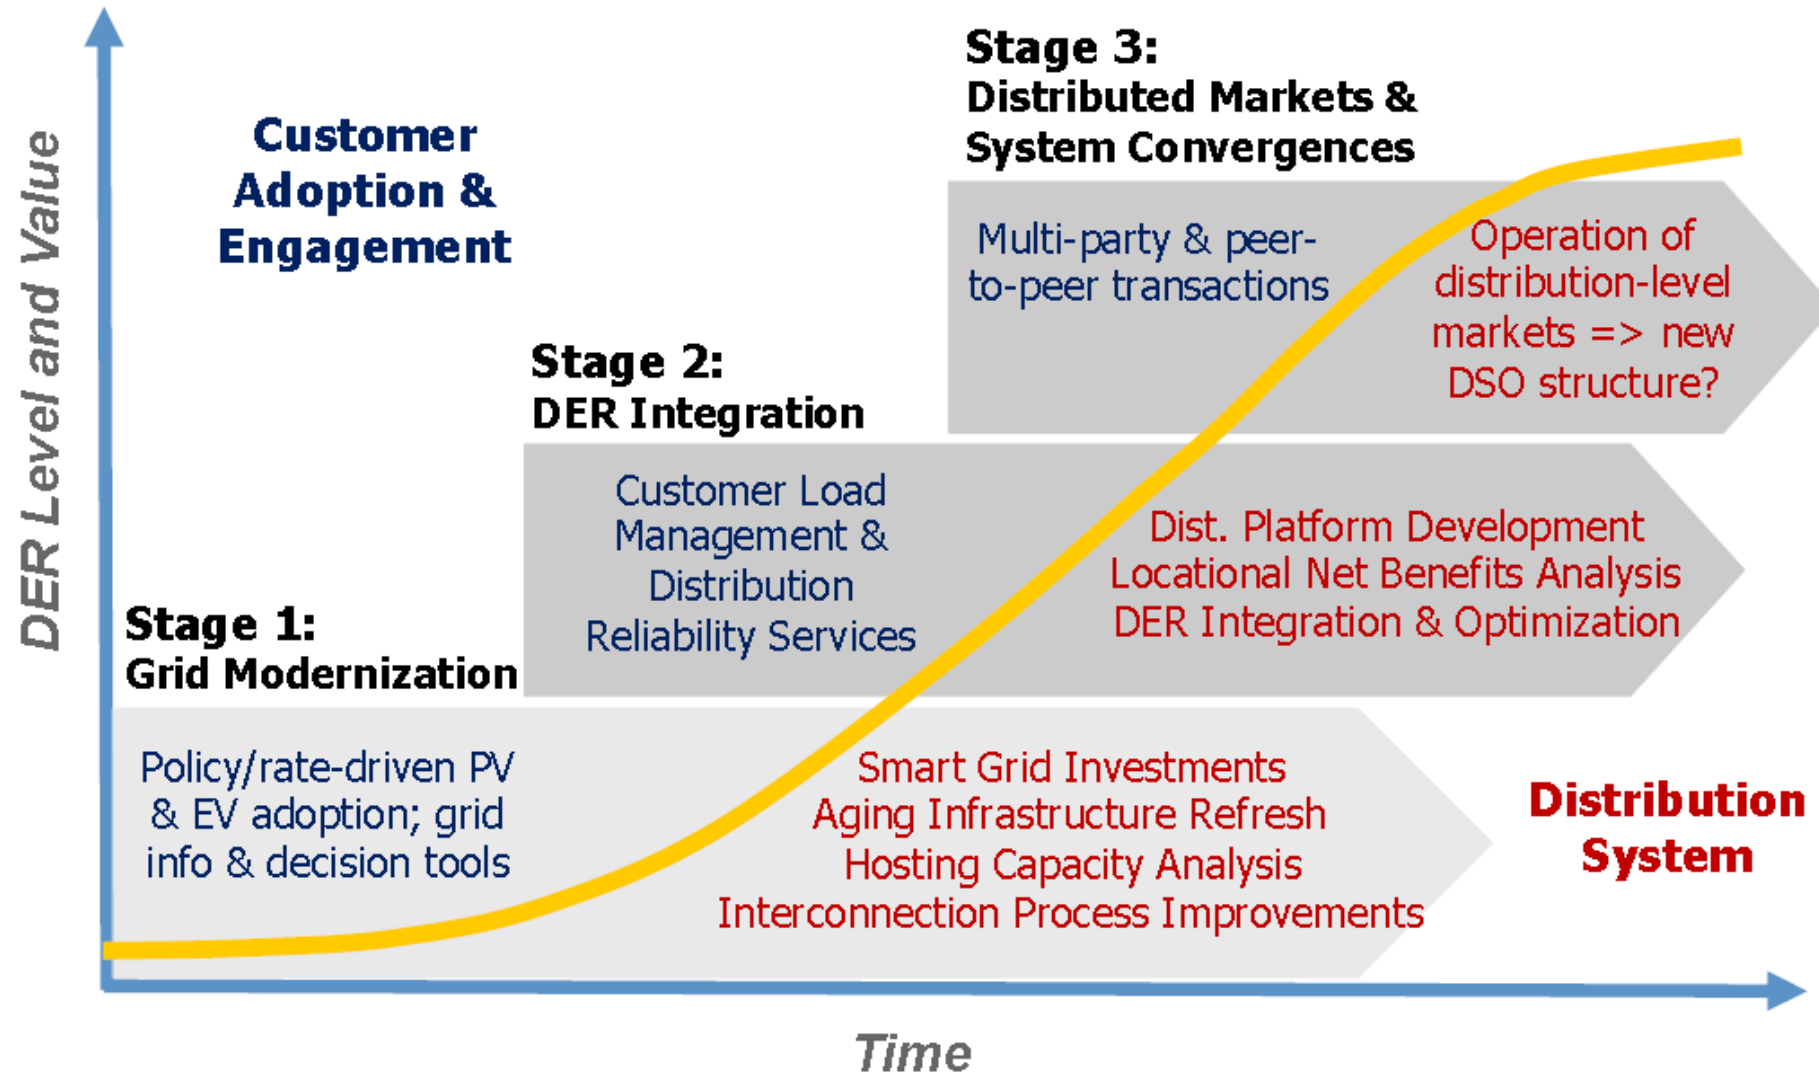 DER Level and Value
Customer
Adoption &
Engagement
Stage 3:
Distributed Markets &
System Convergences
Multi-party & peer-
to-peer transactions
Operation of
distribution-level
markets => new
DSO structure?
Stage 2:
DER Integration
Customer Load
Management &
Distribution
Reliability Services
Dist. Platform Development
Locational Net Benefits Analysis
DER Integration & Optimization
Stage 1:
Grid Modernization
Policy/rate-driven PV
& EV adoption; grid
info & decision tools
Smart Grid Investments
Aging Infrastructure Refresh
Hosting Capacity Analysis
Interconnection Process Improvements
Distribution
System
Time